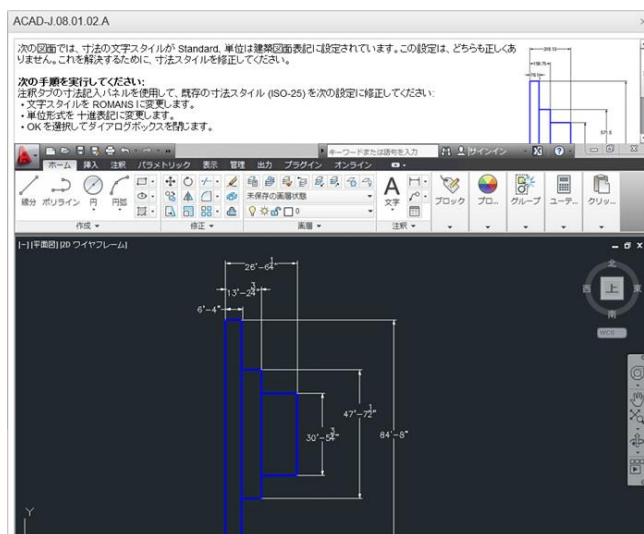 ACAD-J.08.01.02.A
次の図面では、寸法の文字スタイルが Standard、単位は建築図面表記に設定されています。この設定は、どちらも正しくあ
りません。これを解決するために、寸法スタイルを修正してください。
次の手順を実行してください:
注釈タブの寸法記入パネルを使用して、既存の寸法スタイル (ISO-25) を次の設定に修正してください:
・文字スタイルを ROMANS に変更します。
・単位形式を 十進表記に変更します。
・OK を選択してダイアログボックスを閉じます。
キーワードまたは語句を入力 サインイン
ホーム 挿入 注釈 パラメトリック 表示 管理 出力 プラグイン オンライン
線分 ポリライン 円 円弧
未保存の画層状態
0
文字 ブロック プロ... グループ ユーテ... クリッ...
作成 修正 画層 注釈
[-][平面図][2D ワイヤフレーム]
北
西 上 東
南
WCS
26'-6 1/4"
13'-2 3/4"
6'-4"
47'-7 1/2"
30'-5 3/4"
84'-8"
Y